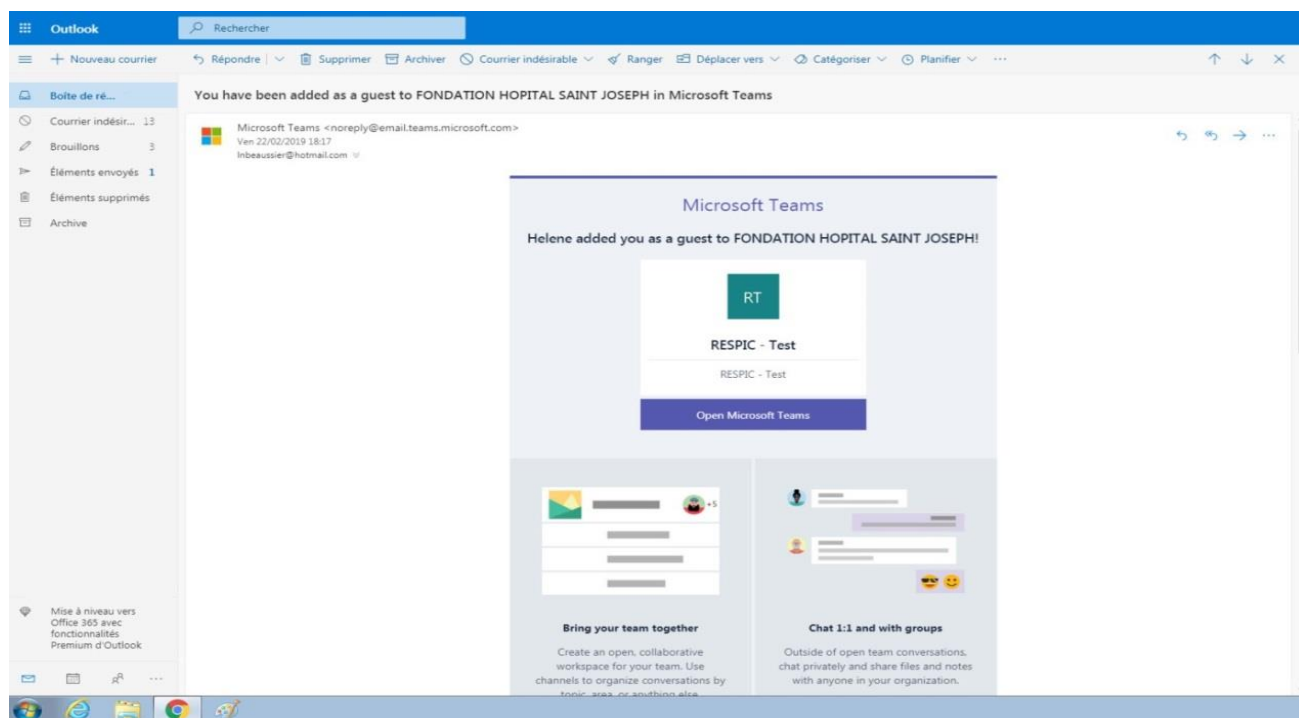 Outlook
Rechercher
Nouveau courrier
Répondre
Supprimer
Archiver
Courrier indésirable
Ranger
Déplacer vers
Catégoriser
Planifier
Boîte de ré...
Courrier indésir... 13
Brouillons 3
Éléments envoyés 1
Éléments supprimés
Archive
You have been added as a guest to FONDATION HOPITAL SAINT JOSEPH in Microsoft Teams
Microsoft Teams <noreply@email.teams.microsoft.com>
Ven 22/02/2019 18:17
lnbeaussier@hotmail.com
Microsoft Teams
Helene added you as a guest to FONDATION HOPITAL SAINT JOSEPH!
RT
RESPIC - Test
RESPIC - Test
Open Microsoft Teams
+5
Bring your team together
Create an open, collaborative
workspace for your team. Use
channels to organize conversations by
topic, area, or anything else
Chat 1:1 and with groups
Outside of open team conversations,
chat privately and share files and notes
with anyone in your organization.
Mise à niveau vers
Office 365 avec
fonctionnalités
Premium d'Outlook